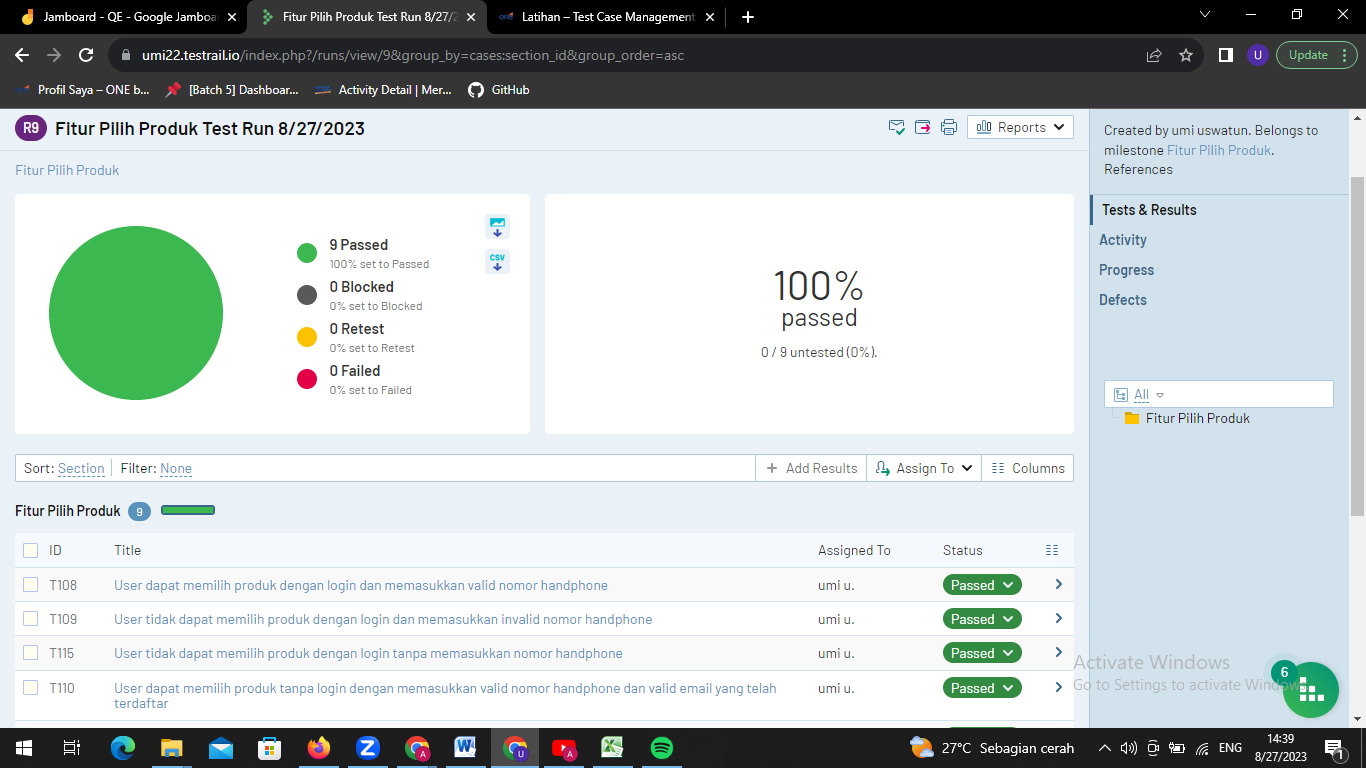 Jamboard - QE - Google Jamboa
Fitur Pilih Produk Test Run 8/27/2
Latihan – Test Case Management
umi22.testrail.io/index.php?/runs/view/9&group_by=cases:section_id&group_order=asc
U
Update
Profil Saya – ONE b...
[Batch 5] Dashboar...
Activity Detail | Mer...
GitHub
R9
Fitur Pilih Produk Test Run 8/27/2023
Reports
Fitur Pilih Produk
9 Passed
100% set to Passed
0 Blocked
0% set to Blocked
0 Retest
0% set to Retest
0 Failed
0% set to Failed
CSV
100%
passed
0 / 9 untested (0%).
Created by umi uswatun. Belongs to
milestone Fitur Pilih Produk.
References
Tests & Results
Activity
Progress
Defects
All
Fitur Pilih Produk
Sort: Section
Filter: None
+ Add Results
Assign To
Columns
Fitur Pilih Produk 9
ID Title Assigned To Status
T108 User dapat memilih produk dengan login dan memasukkan valid nomor handphone umi u. Passed
T109 User tidak dapat memilih produk dengan login dan memasukkan invalid nomor handphone umi u. Passed
T115 User tidak dapat memilih produk dengan login tanpa memasukkan nomor handphone umi u. Passed
T110 User dapat memilih produk tanpa login dengan memasukkan valid nomor handphone dan valid email yang telah umi u. Passed
terdaftar
Activate Windows
Go to Settings to activate Windows.
6
27°C Sebagian cerah
ENG
14:39
8/27/2023
1